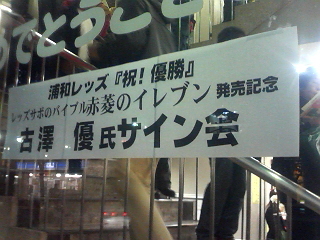 めでとうござ
浦和レッズ『祝!優勝』
レッズサポのバイブル赤菱のイレブン 発売記念
古澤 優氏サイン会